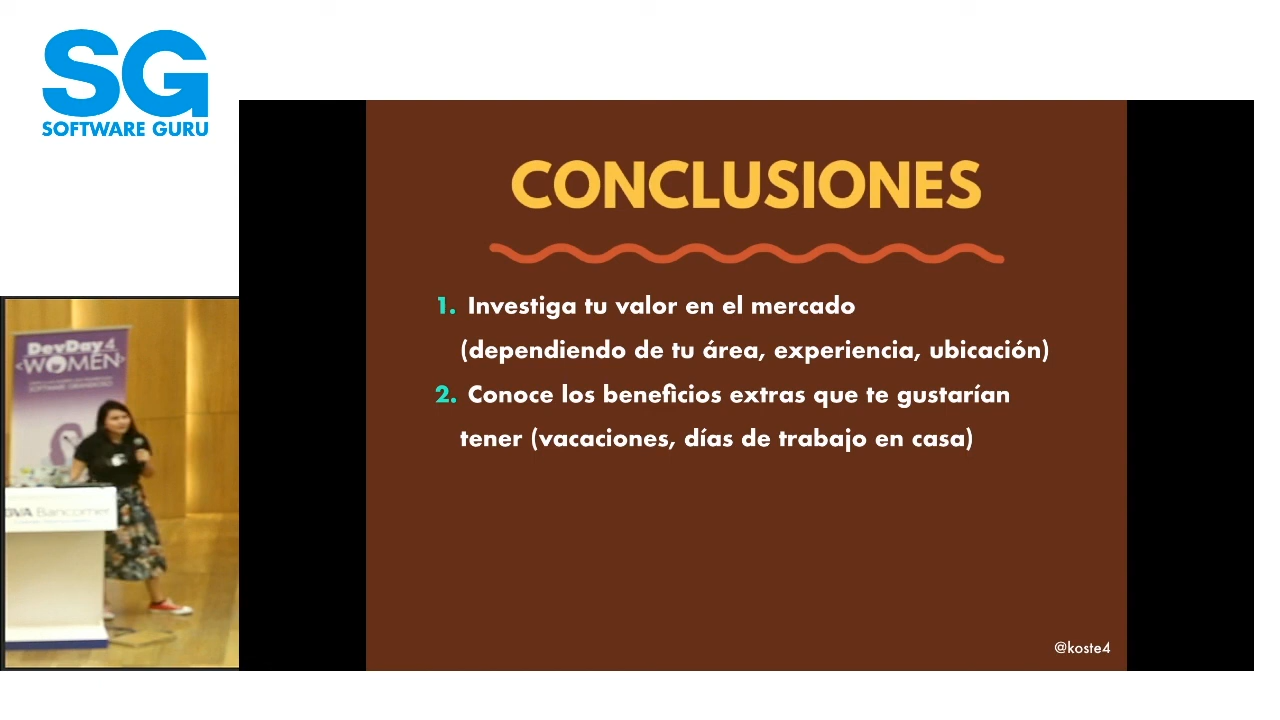 SG
SOFTWARE GURU
CONCLUSIONES
1. Investiga tu valor en el mercado
(dependiendo de tu área, experiencia, ubicación)
2. Conoce los beneficios extras que te gustarían
tener (vacaciones, días de trabajo en casa)
@koste4
DevDay4
<WOMEN>
BBVA Bancomer